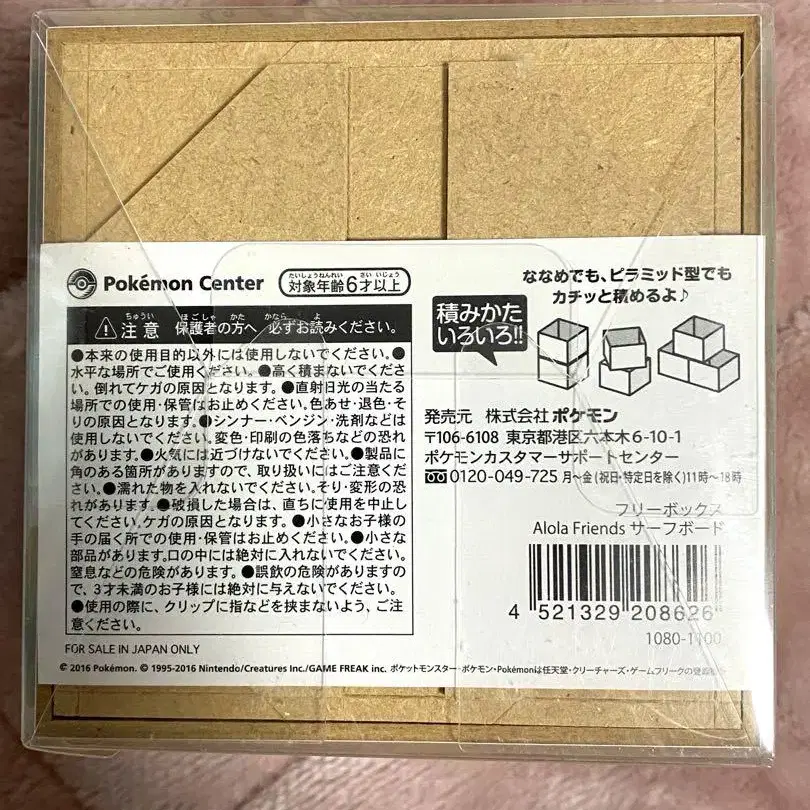 Pokémon Center
たいしょうねんれい さい いじょう
対象年齢6才以上
ちゅうい ほごしゃ かた かなら よ
注意 保護者の方へ 必ずお読みください。
●本来の使用目的以外には使用しないでください。●
水平な場所でご使用ください。●高く積まないでくださ
い。倒れてケガの原因となります。●直射日光の当たる
場所での使用・保管はお止めください。色あせ・退色・そ
りの原因となります。●シンナー・ベンジン・洗剤などは
使用しないでください。変色・印刷の色落ちなどの恐れ
があります。●火気には近づけないでください。●製品に
角のある箇所がありますので、取り扱いにはご注意くださ
い。●濡れた物を入れないでください。そり・変形の恐
れがあります。●破損した場合は、直ちに使用を中止し
てください。ケガの原因となります。●小さなお子様の
手の届く所での使用・保管はお止めください。●小さな
部品があります。口の中には絶対に入れないでください。
窒息などの危険があります。●誤飲の危険があります
ので、3才未満のお子様には絶対に与えないでください。
●使用の際に、クリップに指などを挟まないよう、ご注
意ください。
FOR SALE IN JAPAN ONLY
ななめでも、ピラミッド型でも
カチッと積めるよ♪
積みかた
いろいろ!!
発売元 株式会社ポケモン
〒106-6108 東京都港区六本木6-10-1
ポケモンカスタマーサポートセンター
0120-049-725 月~金(祝日・特定日を除く)11時~18時
フリーボックス
Alola Friends サーフボード
4 521329 208626
1080-1100
© 2016 Pokémon. © 1995-2016 Nintendo/Creatures Inc./GAME FREAK inc. ポケットモンスター・ポケモン・Pokémonは任天堂・クリーチャーズ・ゲームフリークの登録商標